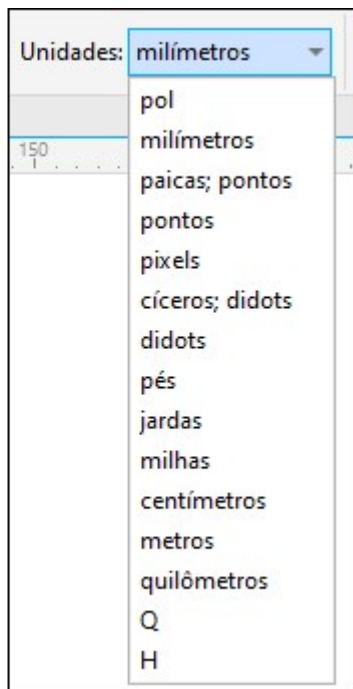 Unidades: milímetros
150
pol
milímetros
paicas; pontos
pontos
pixels
cíceros; didots
didots
pés
jardas
milhas
centímetros
metros
quilômetros
Q
H